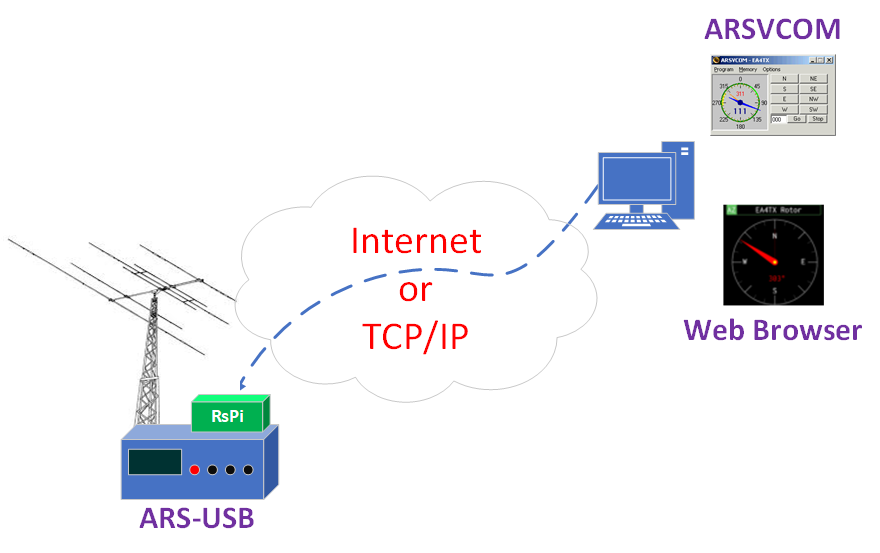 ARSVCOM
ARSVCOM - EA4TX
Program Memory Options
0
315 45
311
270 90
111
225 135
180
N NE
S SE
E NW
W SW
000 Go Stop
Internet
or
TCP/IP
AZ EA4TX Rotor
N
W E
S
Web Browser
RsPi
ARS-USB